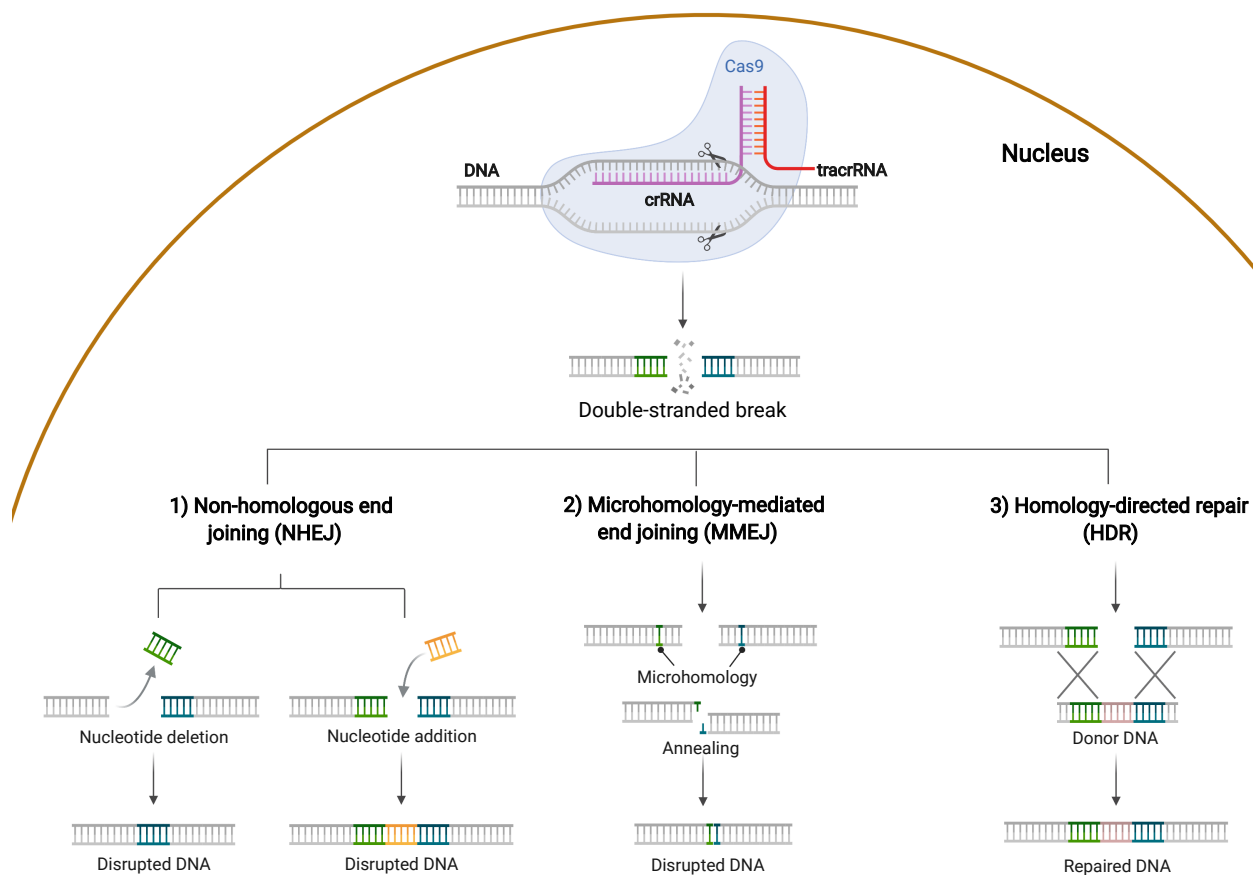 Cas9
Nucleus
DNA
tracrRNA
crRNA
Double-stranded break
1) Non-homologous end
joining (NHEJ)
2) Microhomology-mediated
end joining (MMEJ)
3) Homology-directed repair
(HDR)
Microhomology
Nucleotide deletion
Nucleotide addition
Annealing
Donor DNA
Disrupted DNA
Disrupted DNA
Disrupted DNA
Repaired DNA